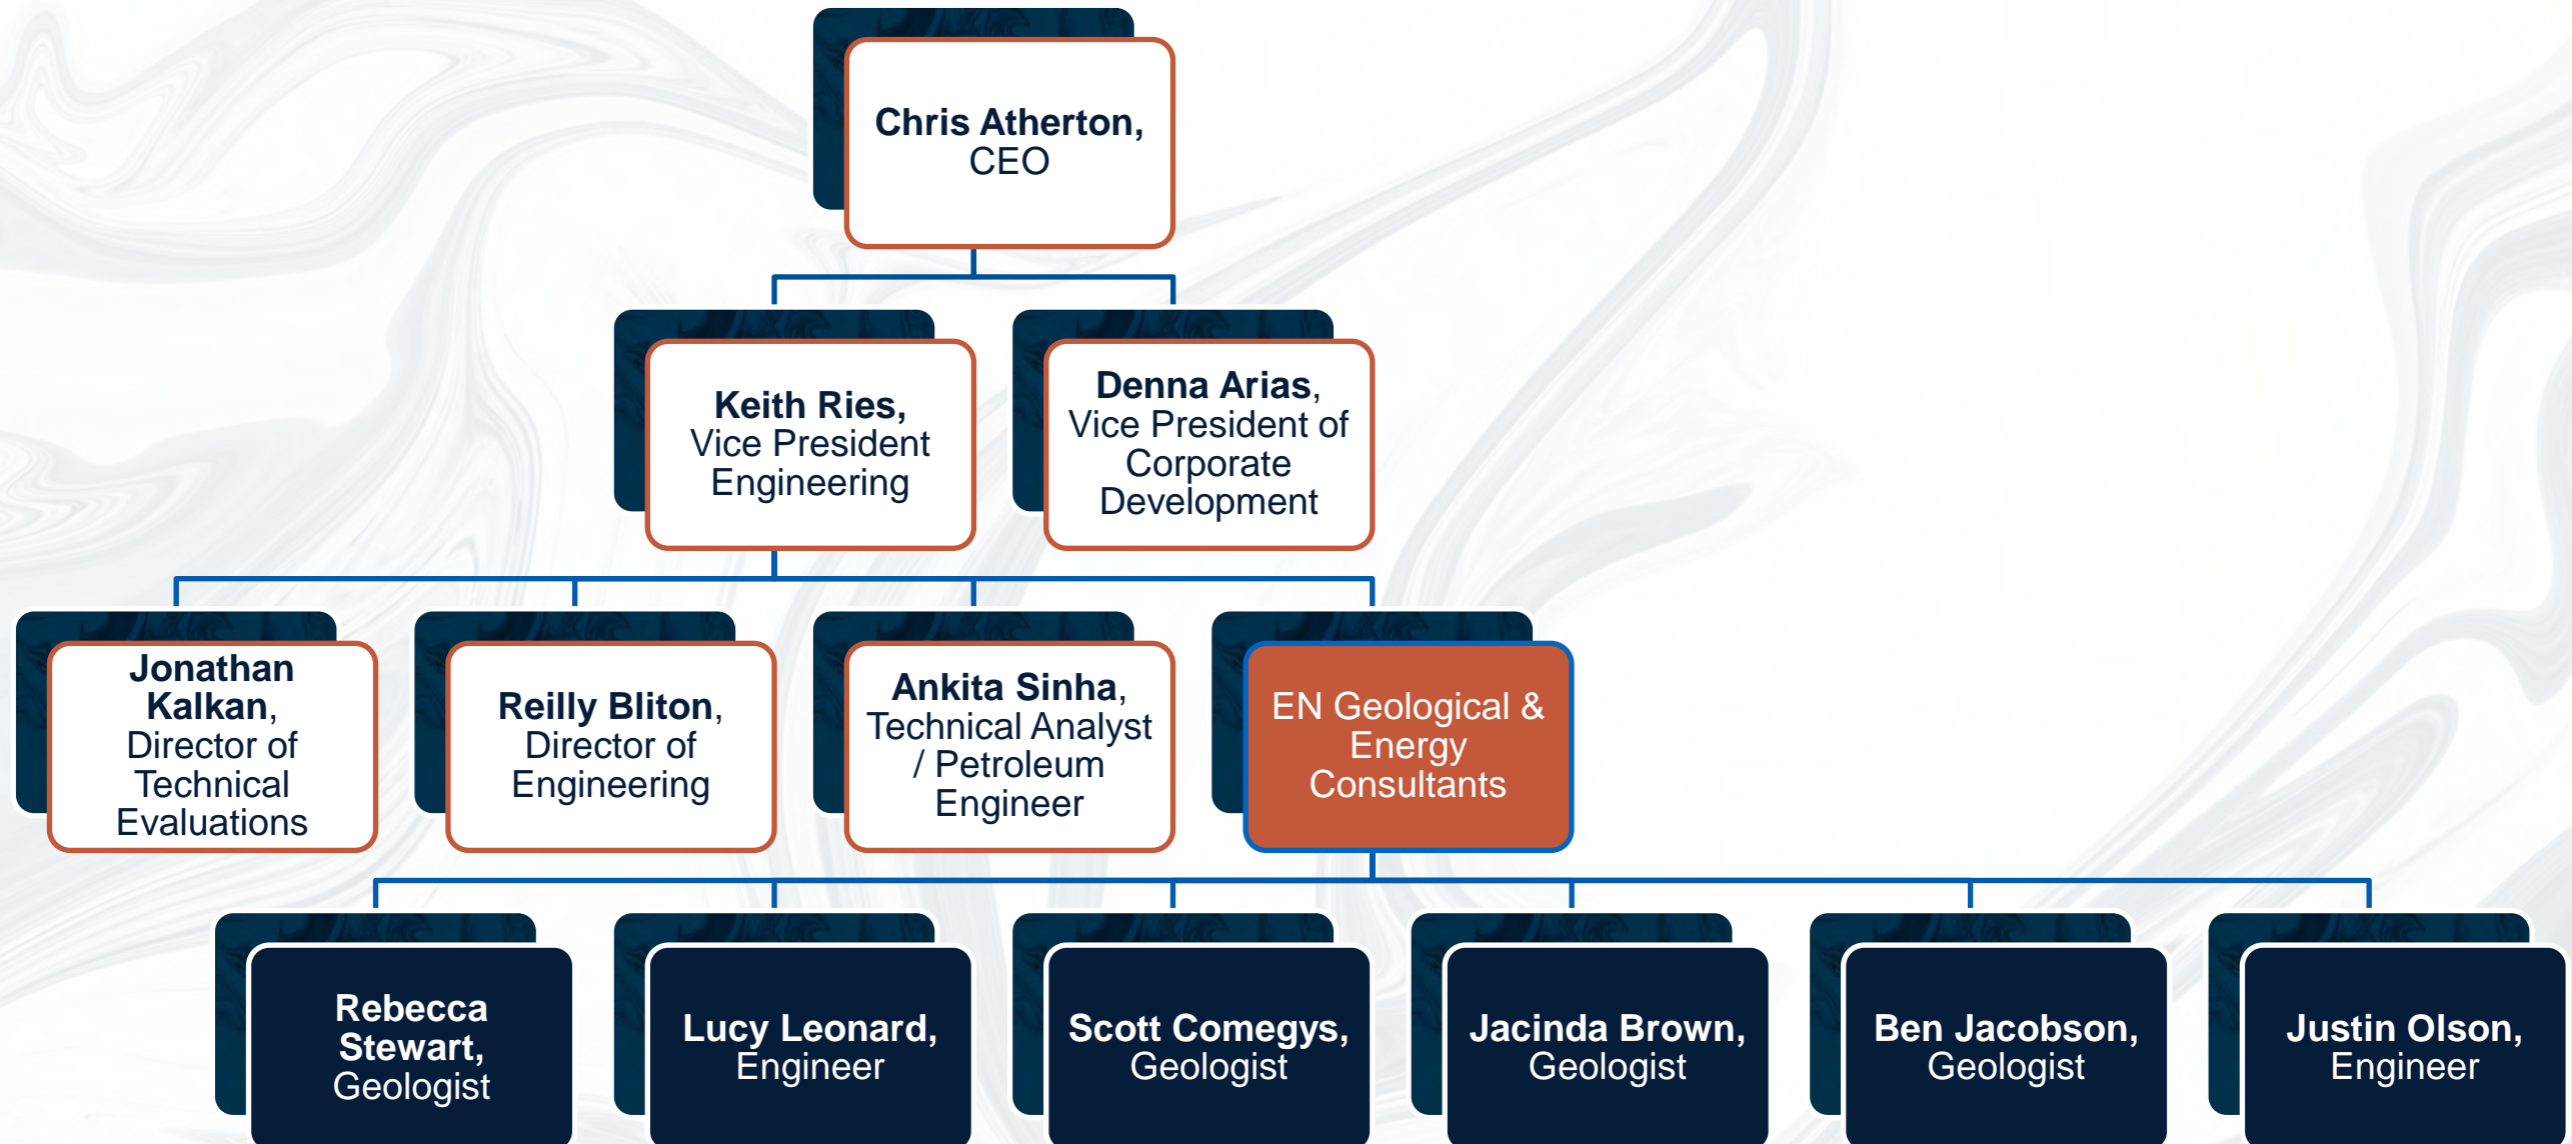 Chris Atherton,
CEO
Keith Ries,
Vice President
Engineering
Denna Arias,
Vice President of
Corporate
Development
Jonathan
Kalkan,
Director of
Technical
Evaluations
Reilly Bliton,
Director of
Engineering
Ankita Sinha,
Technical Analyst
/ Petroleum
Engineer
EN Geological &
Energy
Consultants
Rebecca
Stewart,
Geologist
Lucy Leonard,
Engineer
Scott Comegys,
Geologist
Jacinda Brown,
Geologist
Ben Jacobson,
Geologist
Justin Olson,
Engineer